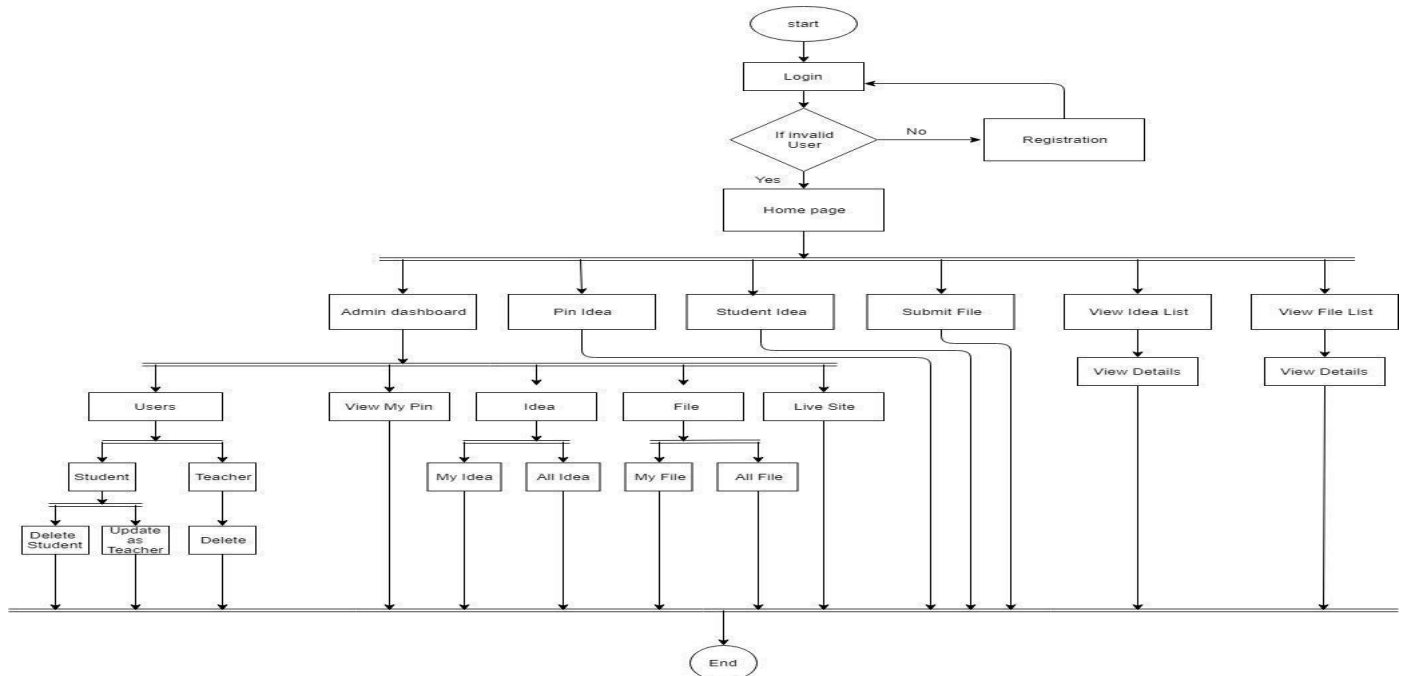 start
Login
If invalid
User
No
Registration
Yes
Home page
Admin dashboard
Pin Idea
Student Idea
Submit File
View Idea List
View File List
View Details
View Details
Users
View My Pin
Idea
File
Live Site
Student
Teacher
My Idea
All Idea
My File
All File
Delete
Student
Update
as
Teacher
Delete
End